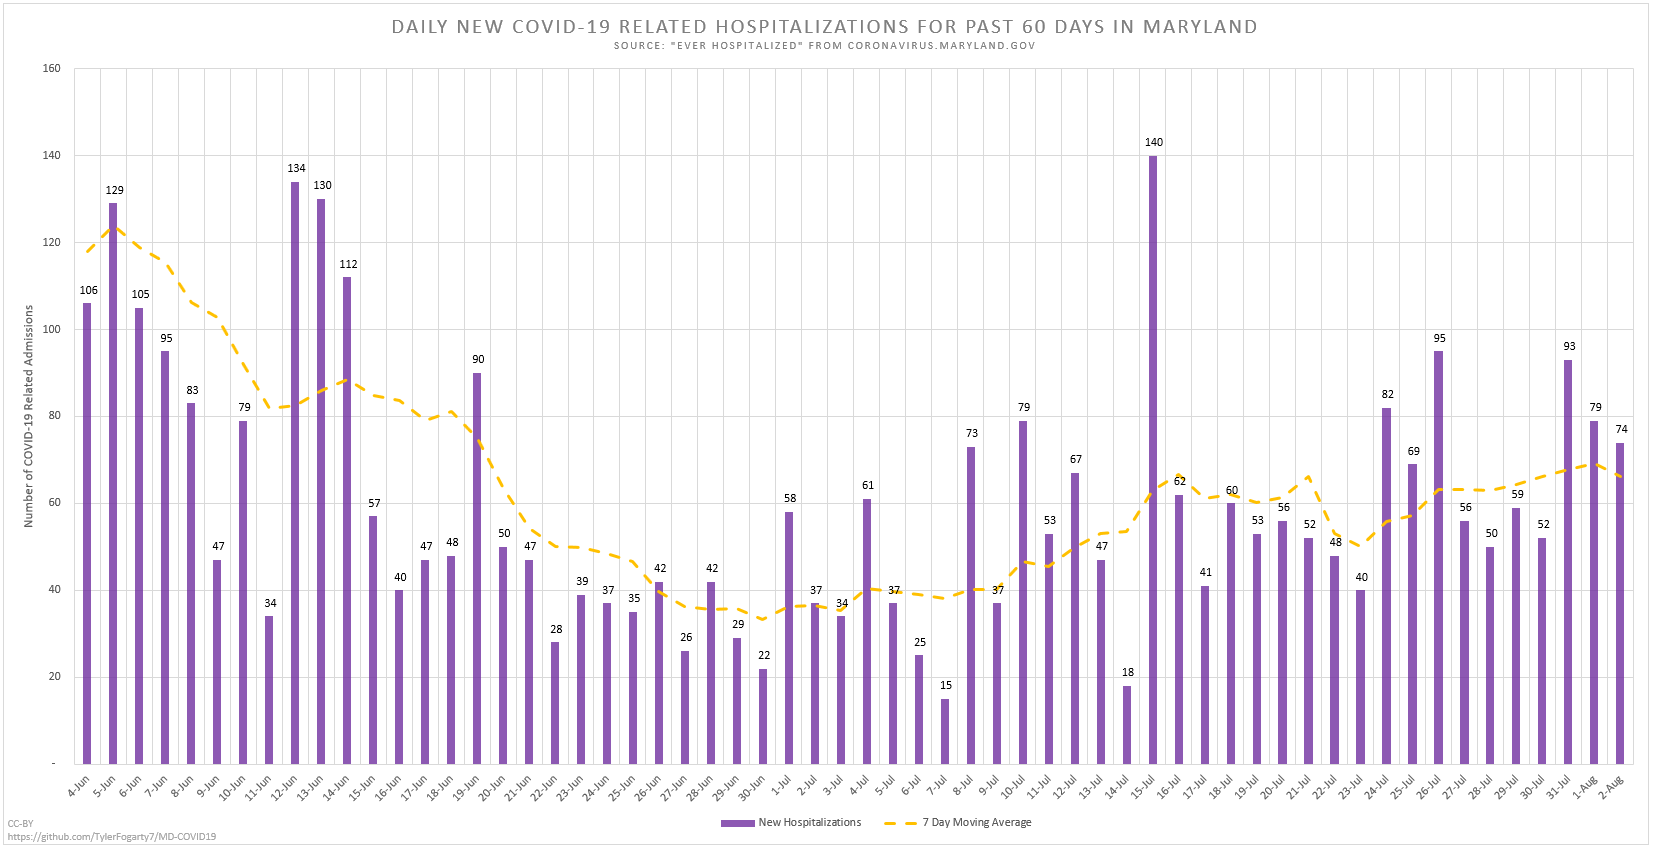 DAILY NEW COVID-19 RELATED HOSPITALIZATIONS FOR PAST 60 DAYS IN MARYLAND
SOURCE: "EVER HOSPITALIZED" FROM CORONAVIRUS.MARYLAND.GOV
Number of COVID-19 Related Admissions
160
140
120
100
80
60
40
20
-
106
129
105
95
83
47
79
34
134
130
112
57
40
47
48
90
50
47
28
39
37
35
42
26
42
29
22
58
37
34
61
37
25
15
73
37
79
53
67
47
18
140
62
41
60
53
56
52
48
40
82
69
95
56
50
59
52
93
79
74
4-Jun
5-Jun
6-Jun
7-Jun
8-Jun
9-Jun
10-Jun
11-Jun
12-Jun
13-Jun
14-Jun
15-Jun
16-Jun
17-Jun
18-Jun
19-Jun
20-Jun
21-Jun
22-Jun
23-Jun
24-Jun
25-Jun
26-Jun
27-Jun
28-Jun
29-Jun
30-Jun
1-Jul
2-Jul
3-Jul
4-Jul
5-Jul
6-Jul
7-Jul
8-Jul
9-Jul
10-Jul
11-Jul
12-Jul
13-Jul
14-Jul
15-Jul
16-Jul
17-Jul
18-Jul
19-Jul
20-Jul
21-Jul
22-Jul
23-Jul
24-Jul
25-Jul
26-Jul
27-Jul
28-Jul
29-Jul
30-Jul
31-Jul
1-Aug
2-Aug
New Hospitalizations
7 Day Moving Average
CC-BY
https://github.com/TylerFogarty7/MD-COVID19